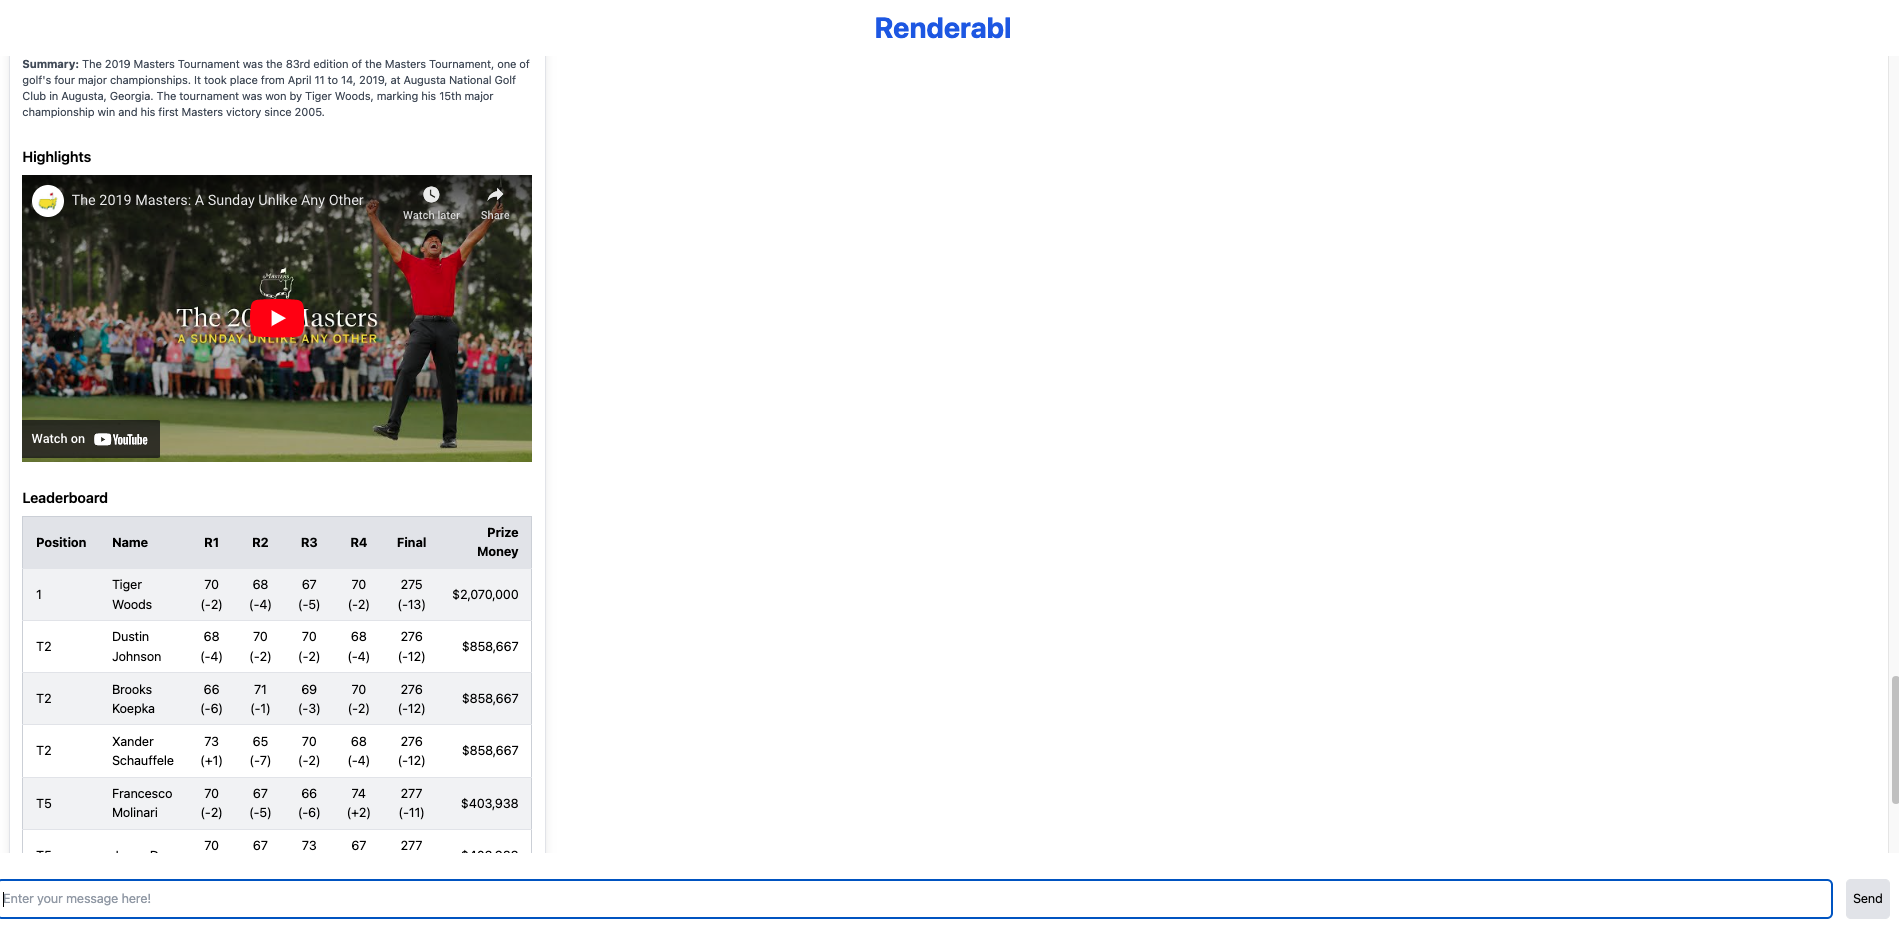 Renderabl
Summary: The 2019 Masters Tournament was the 83rd edition of the Masters Tournament, one of
golf's four major championships. It took place from April 11 to 14, 2019, at Augusta National Golf
Club in Augusta, Georgia. The tournament was won by Tiger Woods, marking his 15th major
championship win and his first Masters victory since 2005.
Highlights
The 2019 Masters: A Sunday Unlike Any Other
Watch later
Share
Masters
The 20 Masters
A SUNDAY UNLIKE ANY OTHER
Watch on YouTube
Leaderboard
Position Name R1 R2 R3 R4 Final Prize Money
1 Tiger Woods 70 (-2) 68 (-4) 67 (-5) 70 (-2) 275 (-13) $2,070,000
T2 Dustin Johnson 68 (-4) 70 (-2) 70 (-2) 68 (-4) 276 (-12) $858,667
T2 Brooks Koepka 66 (-6) 71 (-1) 69 (-3) 70 (-2) 276 (-12) $858,667
T2 Xander Schauffele 73 (+1) 65 (-7) 70 (-2) 68 (-4) 276 (-12) $858,667
T5 Francesco Molinari 70 (-2) 67 (-5) 66 (-6) 74 (+2) 277 (-11) $403,938
70 67 73 67 277
Enter your message here!
Send